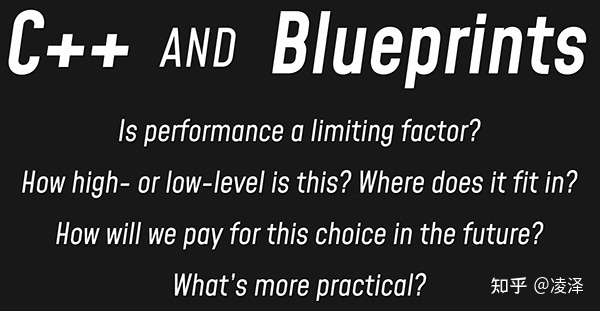 C++ AND Blueprints
Is performance a limiting factor?
How high- or low-level is this? Where does it fit in?
How will we pay for this choice in the future?
What's more practical?
知乎 @凌泽